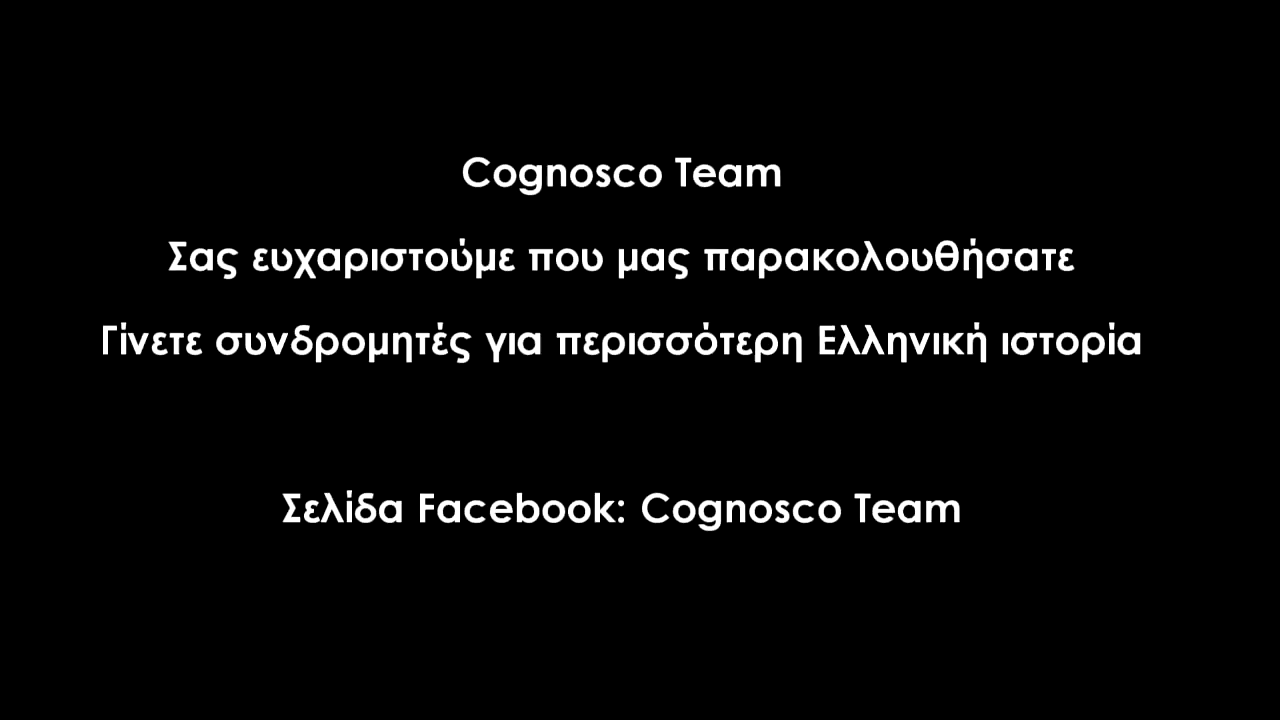 Cognosco Team
Σας ευχαριστούμε που μας παρακολουθήσατε
Γίνετε συνδρομητές για περισσότερη Ελληνική ιστορία
Σελίδα Facebook: Cognosco Team